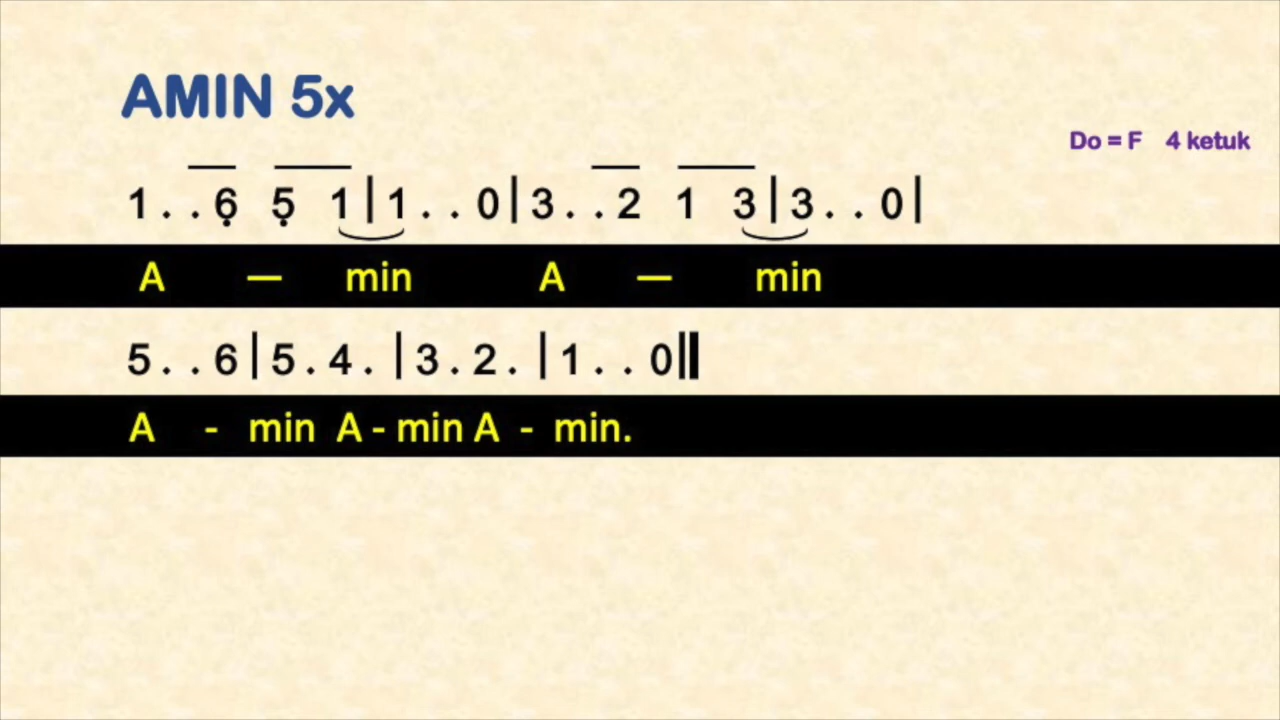 AMIN 5x
Do = F 4 ketuk
1 . . 6̣ 5̣ 1 | 1 . . 0 | 3 . . 2 1 3 | 3 . . 0 |
A — min A — min
5 . . 6 | 5 . 4 . | 3 . 2 . | 1 . . 0 ||
A - min A - min A - min.